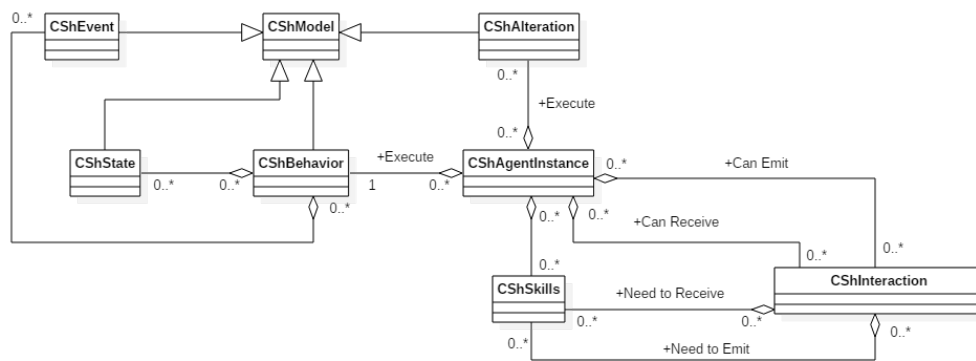 0..*
CShEvent
CShModel
CShAlteration
0..*
+Execute
0..*
CShState
CShBehavior
+Execute
CShAgentInstance
0..*
+Can Emit
0..*
0..*
1
0..*
0..*
0..*
0..*
+Can Receive
0..*
0..*
0..*
CShSkills
CShInteraction
+Need to Receive
0..*
0..*
0..*
0..*
+Need to Emit